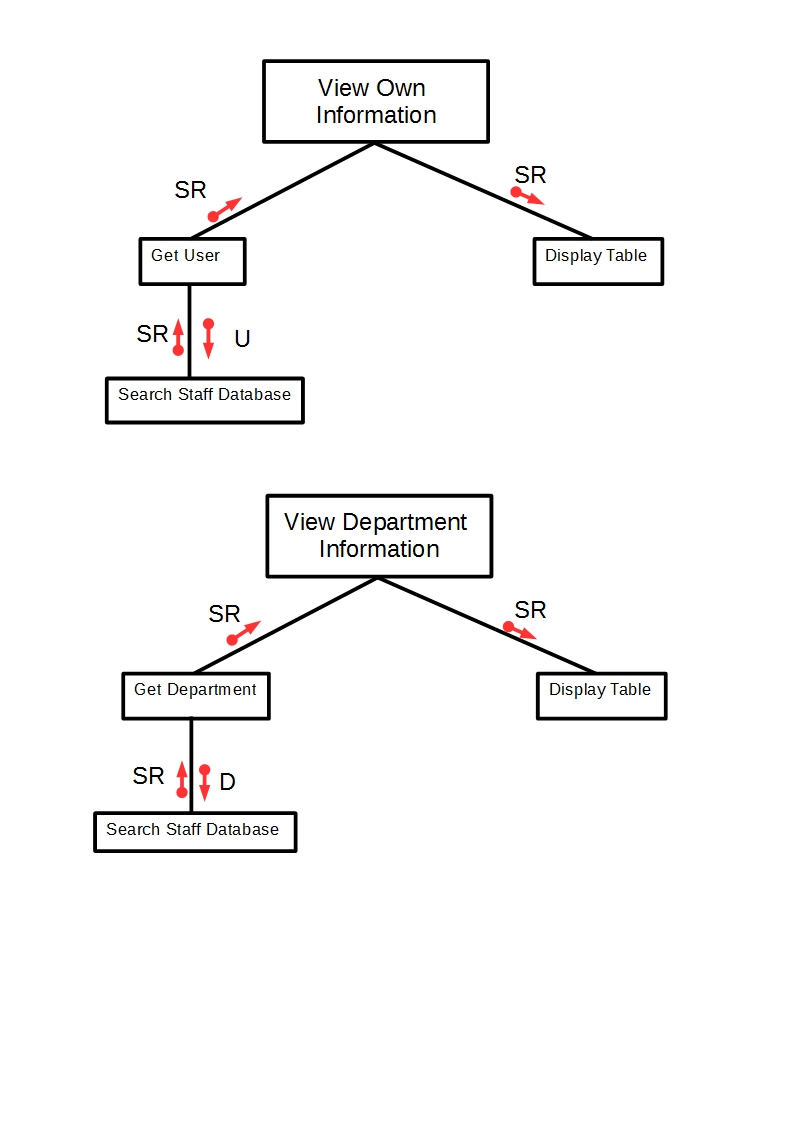 View Own
Information
SR
SR
Get User
Display Table
SR
U
Search Staff Database
View Department
Information
SR
SR
Get Department
Display Table
SR
D
Search Staff Database